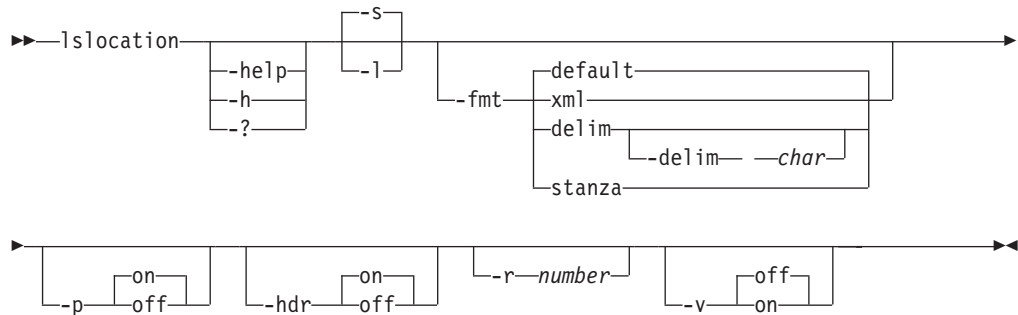 -s
lslocation
-help
-l
default
-h
-fmt
xml
-?
delim
-delim
char
stanza
on
on
off
-p
off
-hdr
off
-r
number
-v
on